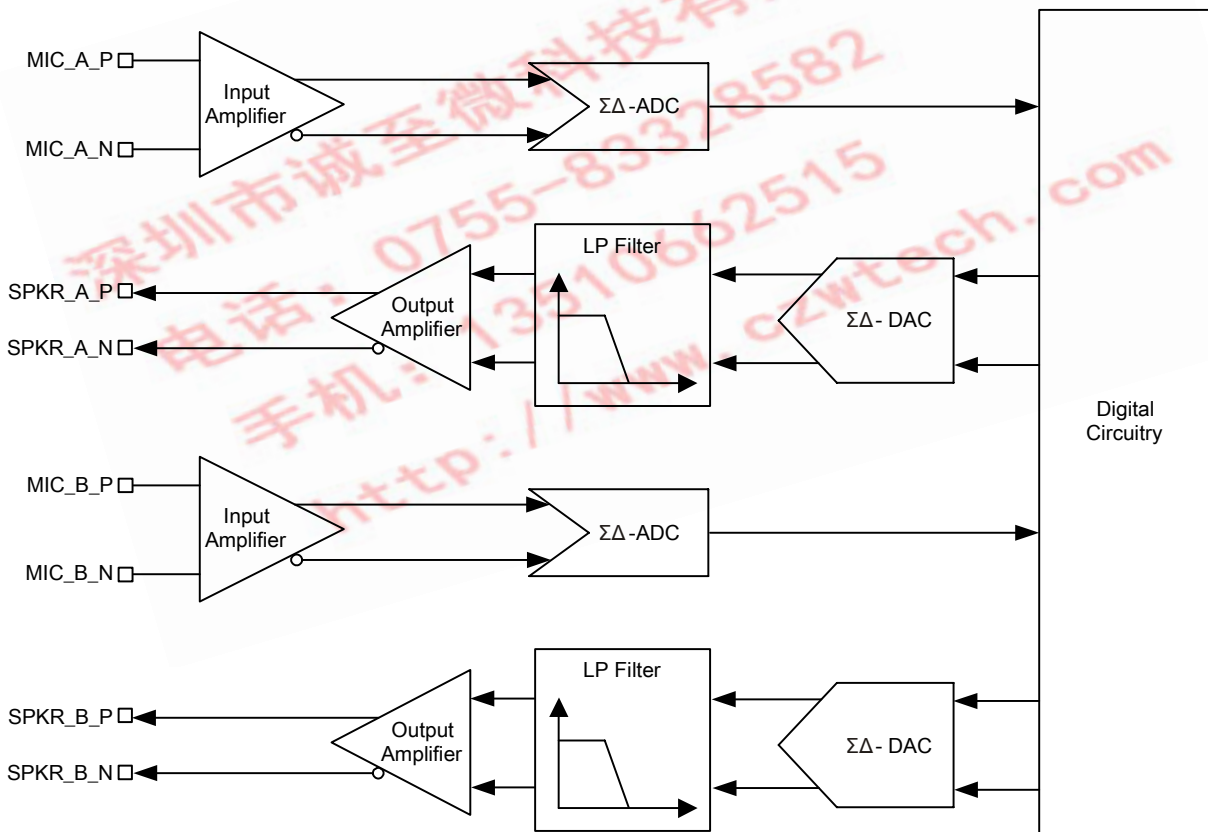 MIC_A_P
MIC_A_N
Input
Amplifier
ΣΔ-ADC
SPKR_A_P
SPKR_A_N
Output
Amplifier
LP Filter
ΣΔ- DAC
Digital
Circuitry
MIC_B_P
MIC_B_N
Input
Amplifier
ΣΔ-ADC
SPKR_B_P
SPKR_B_N
Output
Amplifier
LP Filter
ΣΔ- DAC
深圳市诚至微科技有
电话: 0755-83328582
手机: 13510662515
http://www.czwtech.com